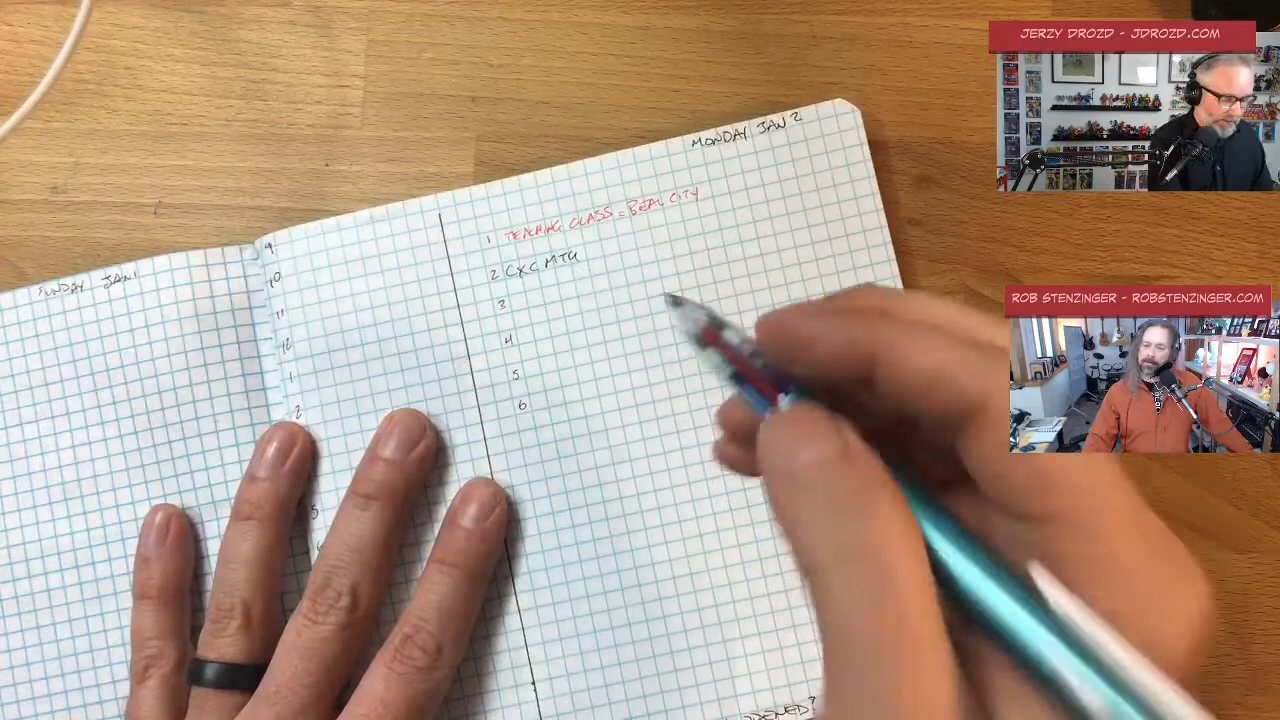 JERZY DROZD - JDROZD.COM
ROB STENZINGER - ROBSTENZINGER.COM
SUNDAY JAN 1
MONDAY JAN 2
9
10
11
12
1
2
1 TEACHING CLASS = BEAL CITY
2 CXC MTG
3
4
5
6